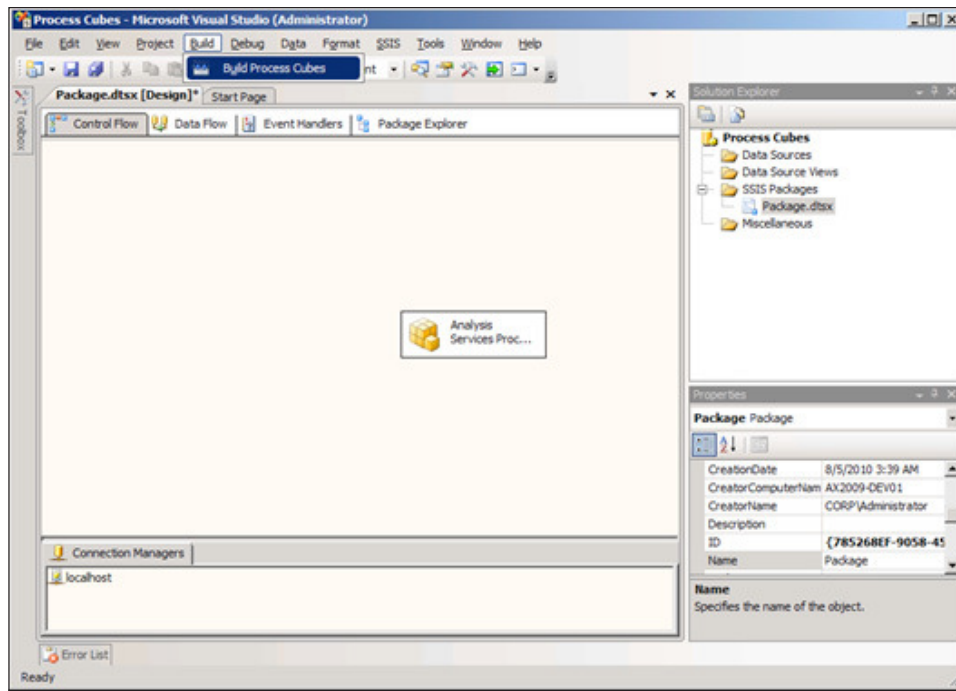 Process Cubes - Microsoft Visual Studio (Administrator)
File Edit View Project Build Debug Data Format SSIS Tools Window Help
Build Process Cubes
nt
Package.dtsx [Design]* Start Page
Toolbox
Control Flow Data Flow Event Handlers Package Explorer
Analysis
Services Proc...
Connection Managers
localhost
Error List
Ready
Solution Explorer
Process Cubes
Data Sources
Data Source Views
SSIS Packages
Package.dtsx
Miscellaneous
Properties
Package Package
CreationDate 8/5/2010 3:39 AM
CreatorComputerNam AX2009-DEV01
CreatorName CORP\Administrator
Description
ID {785268EF-9058-45
Name Package
Name
Specifies the name of the object.